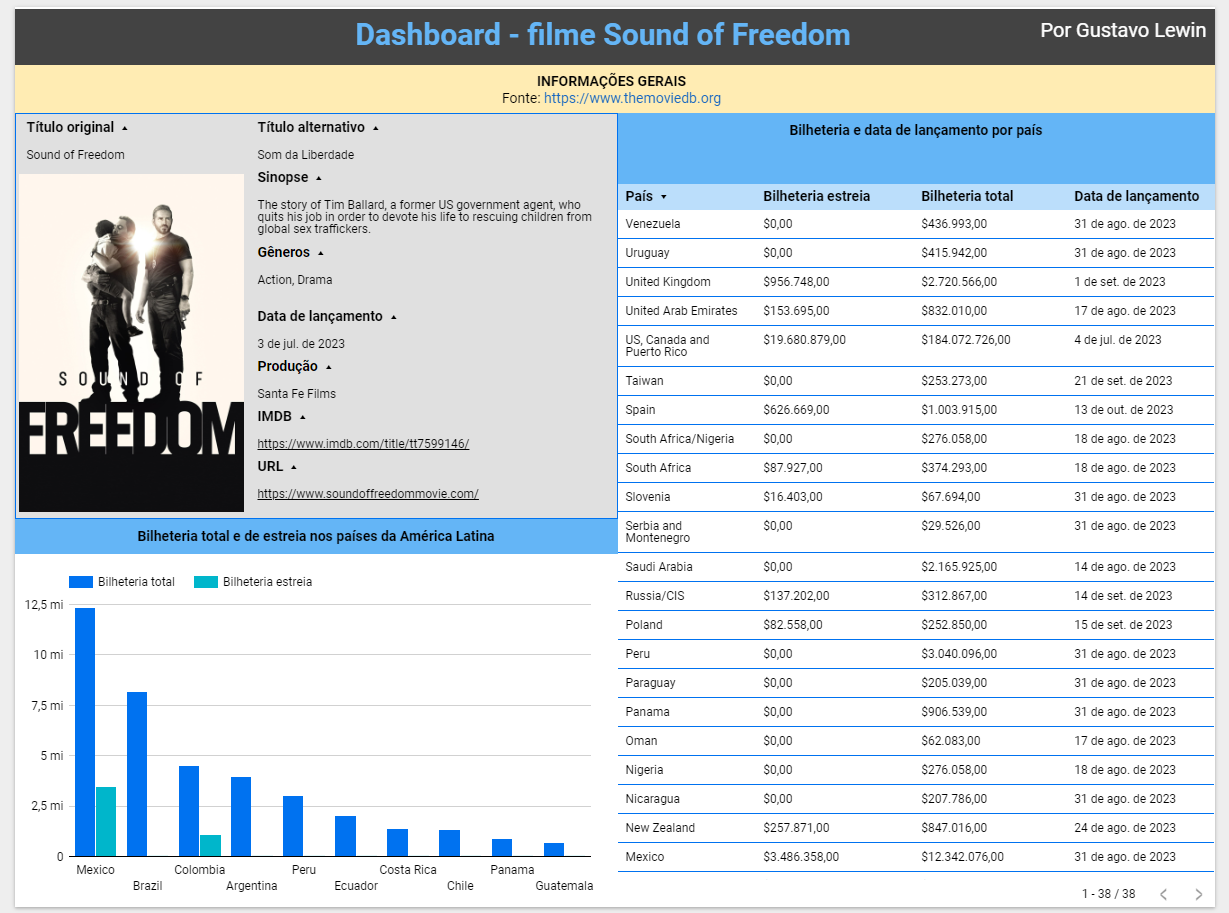 Dashboard - filme Sound of Freedom
Por Gustavo Lewin
INFORMAÇÕES GERAIS
Fonte: https://www.themoviedb.org
Título original
Sound of Freedom
SOUND OF
FREEDOM
Título alternativo
Som da Liberdade
Sinopse
The story of Tim Ballard, a former US government agent, who
quits his job in order to devote his life to rescuing children from
global sex traffickers.
Gêneros
Action, Drama
Data de lançamento
3 de jul. de 2023
Produção
Santa Fe Films
IMDB
https://www.imdb.com/title/tt7599146/
URL
https://www.soundoffreedommovie.com/
Bilheteria total e de estreia nos países da América Latina
Bilheteria total Bilheteria estreia
12,5 mi
10 mi
7,5 mi
5 mi
2,5 mi
0
Mexico Colombia Peru Costa Rica Panama
Brazil Argentina Ecuador Chile Guatemala
Bilheteria e data de lançamento por país
País Bilheteria estreia Bilheteria total Data de lançamento
Venezuela $0,00 $436.993,00 31 de ago. de 2023
Uruguay $0,00 $415.942,00 31 de ago. de 2023
United Kingdom $956.748,00 $2.720.566,00 1 de set. de 2023
United Arab Emirates $153.695,00 $832.010,00 17 de ago. de 2023
US, Canada and $19.680.879,00 $184.072.726,00 4 de jul. de 2023
Puerto Rico
Taiwan $0,00 $253.273,00 21 de set. de 2023
Spain $626.669,00 $1.003.915,00 13 de out. de 2023
South Africa/Nigeria $0,00 $276.058,00 18 de ago. de 2023
South Africa $87.927,00 $374.293,00 18 de ago. de 2023
Slovenia $16.403,00 $67.694,00 31 de ago. de 2023
Serbia and $0,00 $29.526,00 31 de ago. de 2023
Montenegro
Saudi Arabia $0,00 $2.165.925,00 14 de ago. de 2023
Russia/CIS $137.202,00 $312.867,00 14 de set. de 2023
Poland $82.558,00 $252.850,00 15 de set. de 2023
Peru $0,00 $3.040.096,00 31 de ago. de 2023
Paraguay $0,00 $205.039,00 31 de ago. de 2023
Panama $0,00 $906.539,00 31 de ago. de 2023
Oman $0,00 $62.083,00 17 de ago. de 2023
Nigeria $0,00 $276.058,00 18 de ago. de 2023
Nicaragua $0,00 $207.786,00 31 de ago. de 2023
New Zealand $257.871,00 $847.016,00 24 de ago. de 2023
Mexico $3.486.358,00 $12.342.076,00 31 de ago. de 2023
1 - 38 / 38